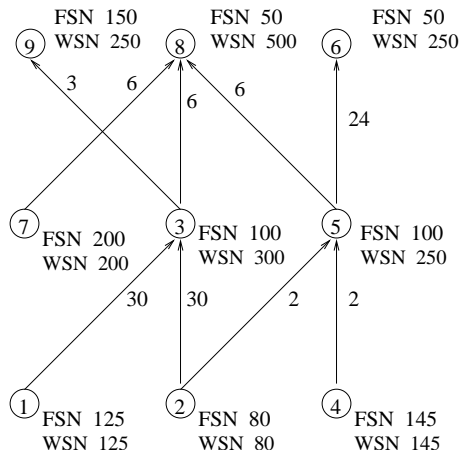 9 FSN 150
WSN 250
8 FSN 50
WSN 500
6 FSN 50
WSN 250
3
6
6
6
24
7 FSN 200
WSN 200
3 FSN 100
WSN 300
5 FSN 100
WSN 250
30
30
2
2
1 FSN 125
WSN 125
2 FSN 80
WSN 80
4 FSN 145
WSN 145